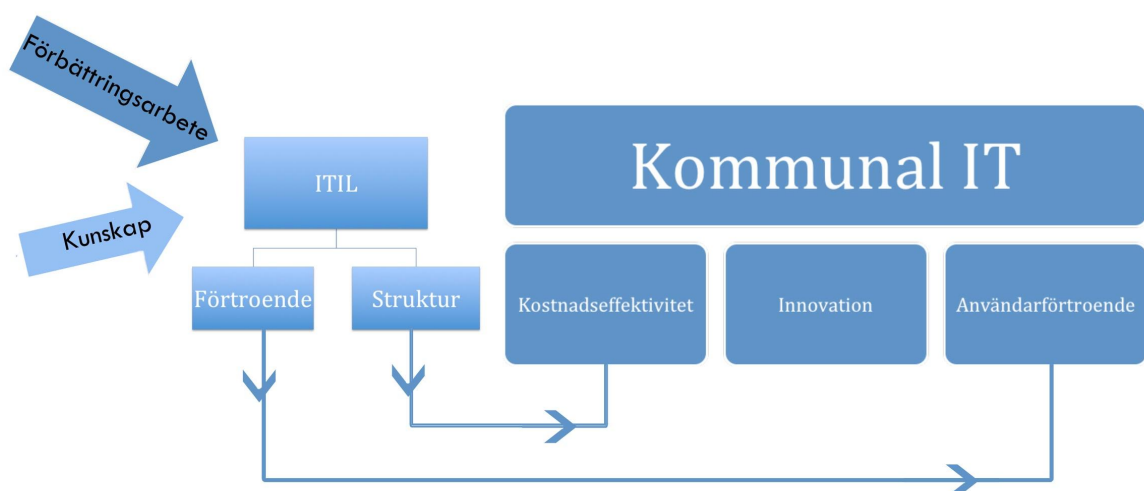 Förbättringsarbete
Kommunal IT
ITIL
Kunskap
Förtroende
Struktur
Kostnadseffektivitet
Innovation
Användarförtroende